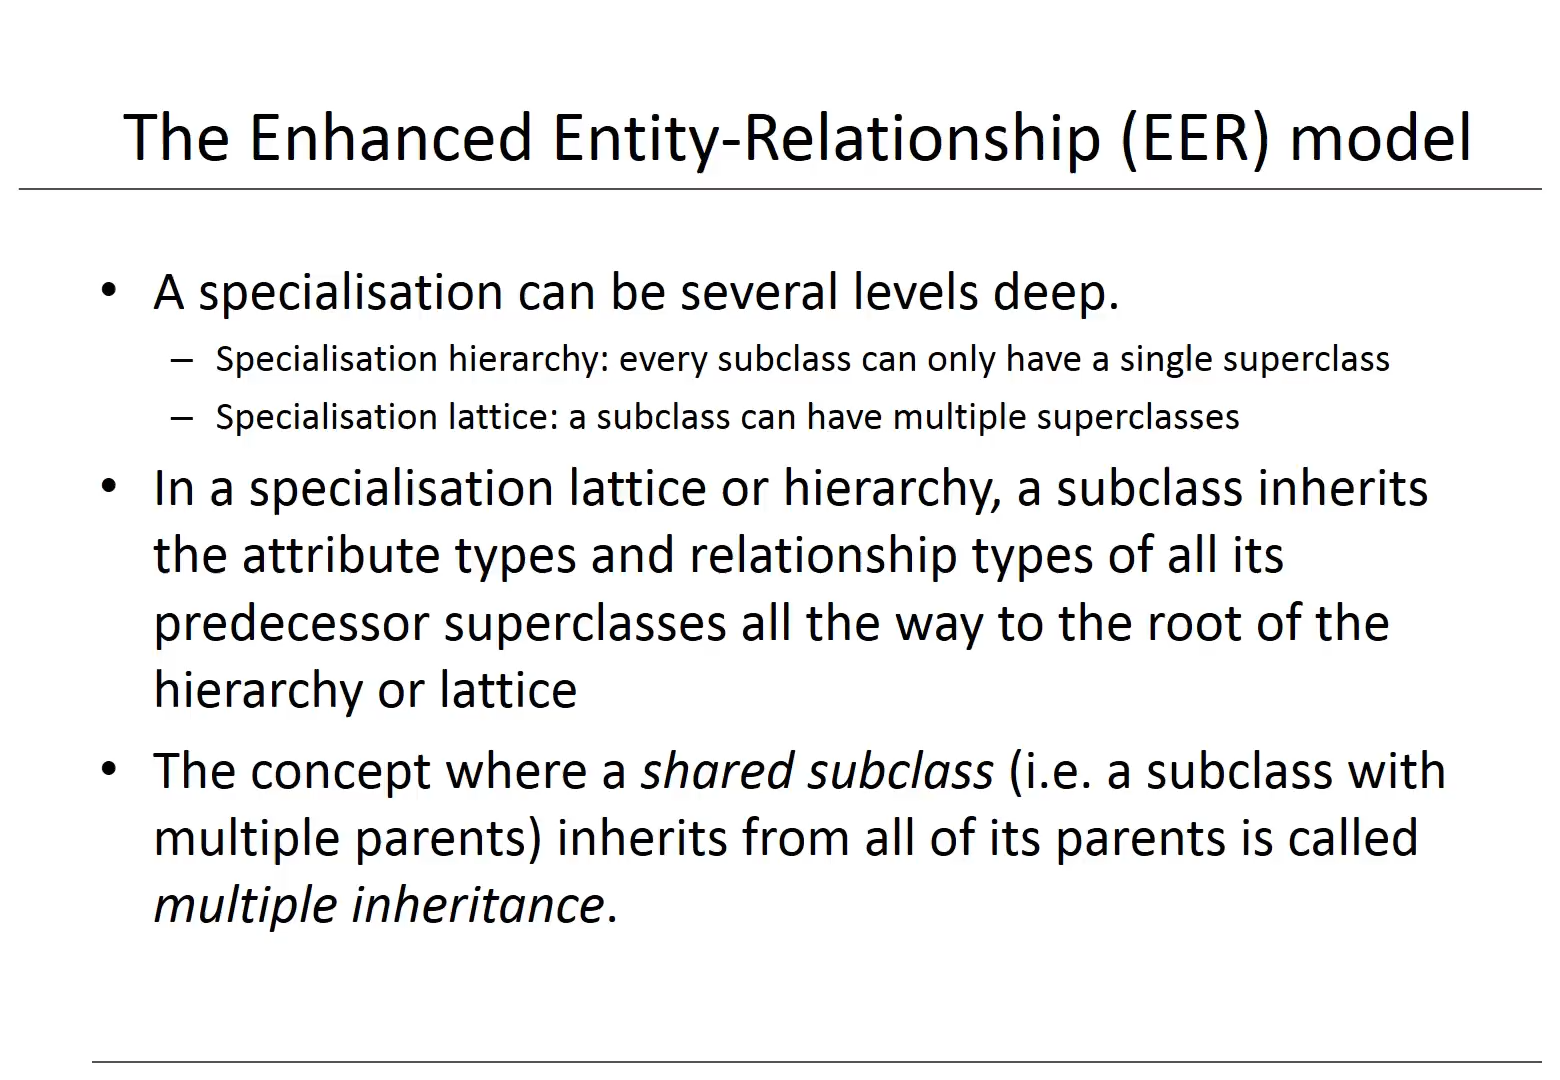 The Enhanced Entity-Relationship (EER) model
• A specialisation can be several levels deep.
– Specialisation hierarchy: every subclass can only have a single superclass
– Specialisation lattice: a subclass can have multiple superclasses
• In a specialisation lattice or hierarchy, a subclass inherits
the attribute types and relationship types of all its
predecessor superclasses all the way to the root of the
hierarchy or lattice
• The concept where a shared subclass (i.e. a subclass with
multiple parents) inherits from all of its parents is called
multiple inheritance.